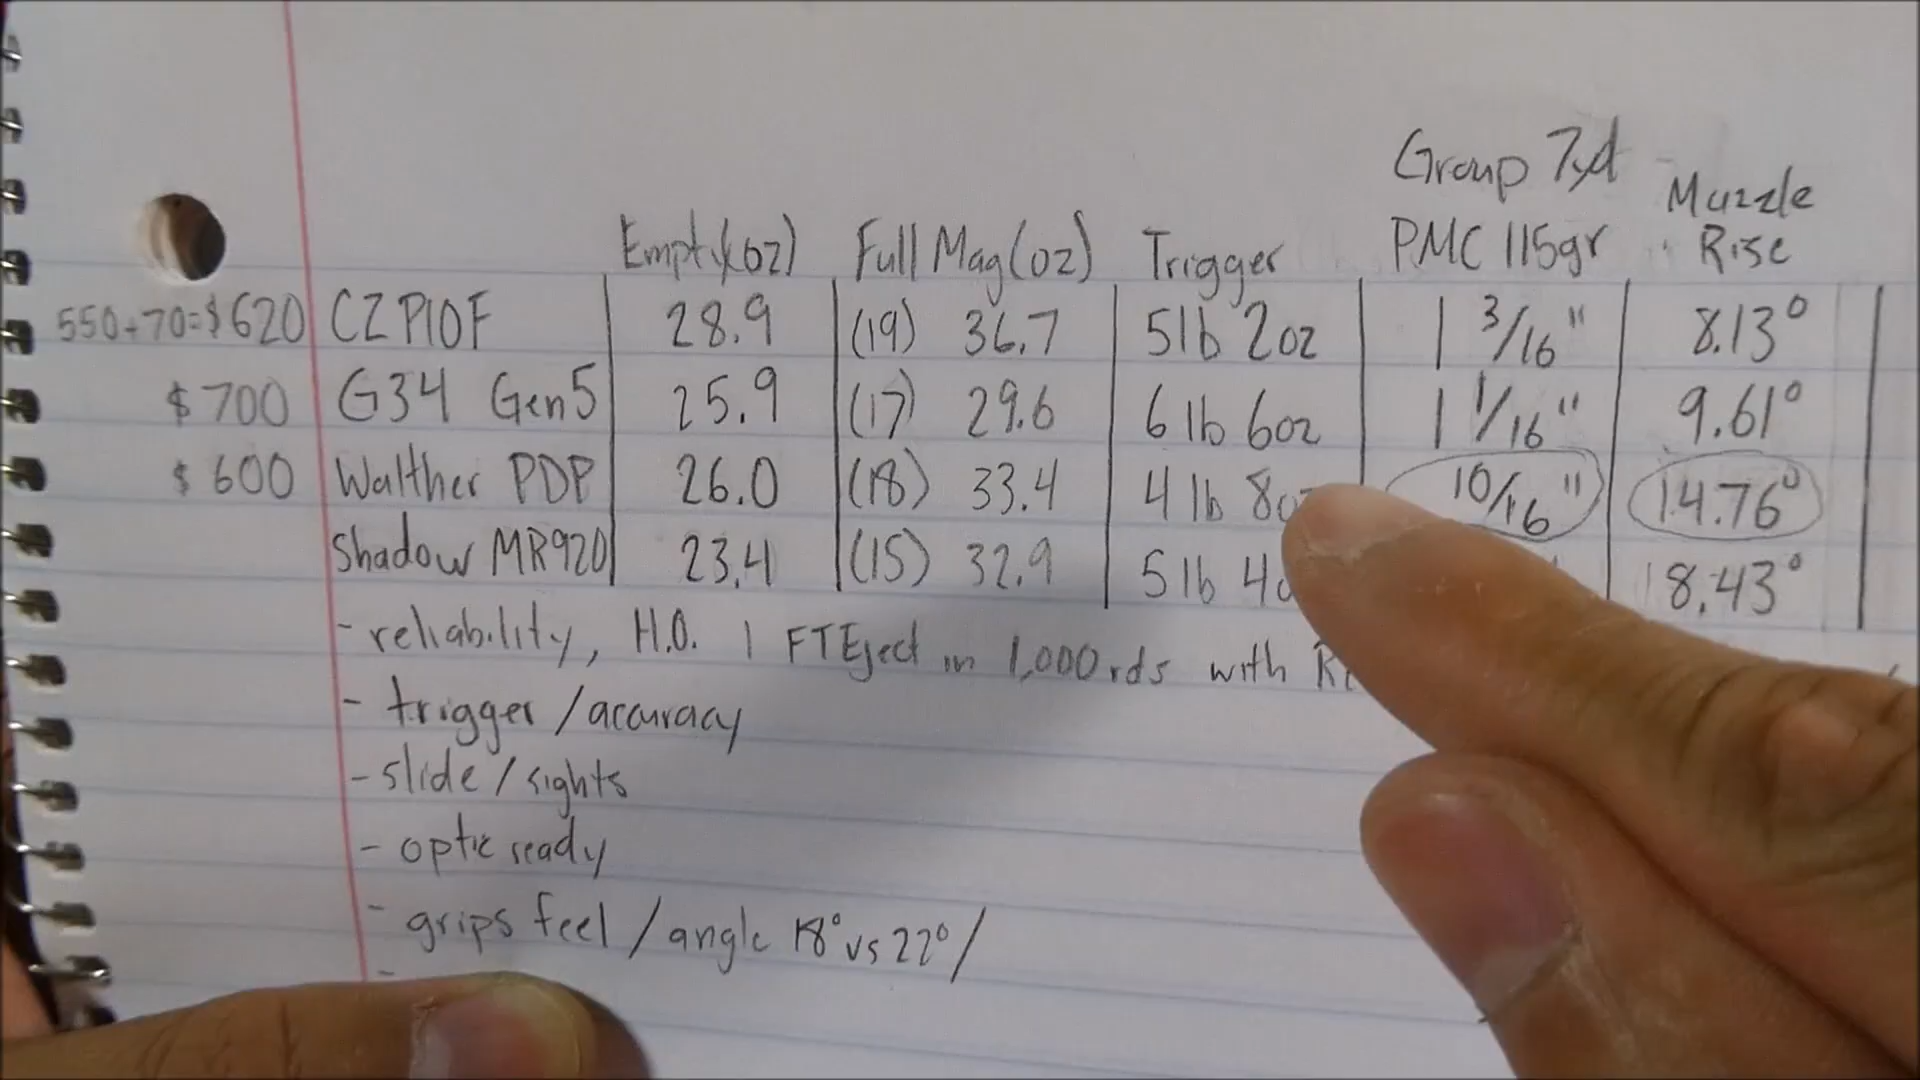 Group 7yd Muzzle
Empty(oz) Full Mag(oz) Trigger PMC 115gr Rise
550+70=$620 CZ P10F 28.9 (19) 36.7 5lb 2oz 1 3/16" 8.13°
$700 G34 Gen5 25.9 (17) 29.6 6lb 6oz 1 1/16" 9.61°
$600 Walther PDP 26.0 (18) 33.4 4lb 8oz 10/16" 14.76°
Shadow MR920 23.4 (15) 32.9 5lb 18.43°
- reliability, H.O. 1 FTEject in 1,000rds with
- trigger/accuracy
- slide/sights
- optic ready
- grips feel / angle 18° vs 22° /
-